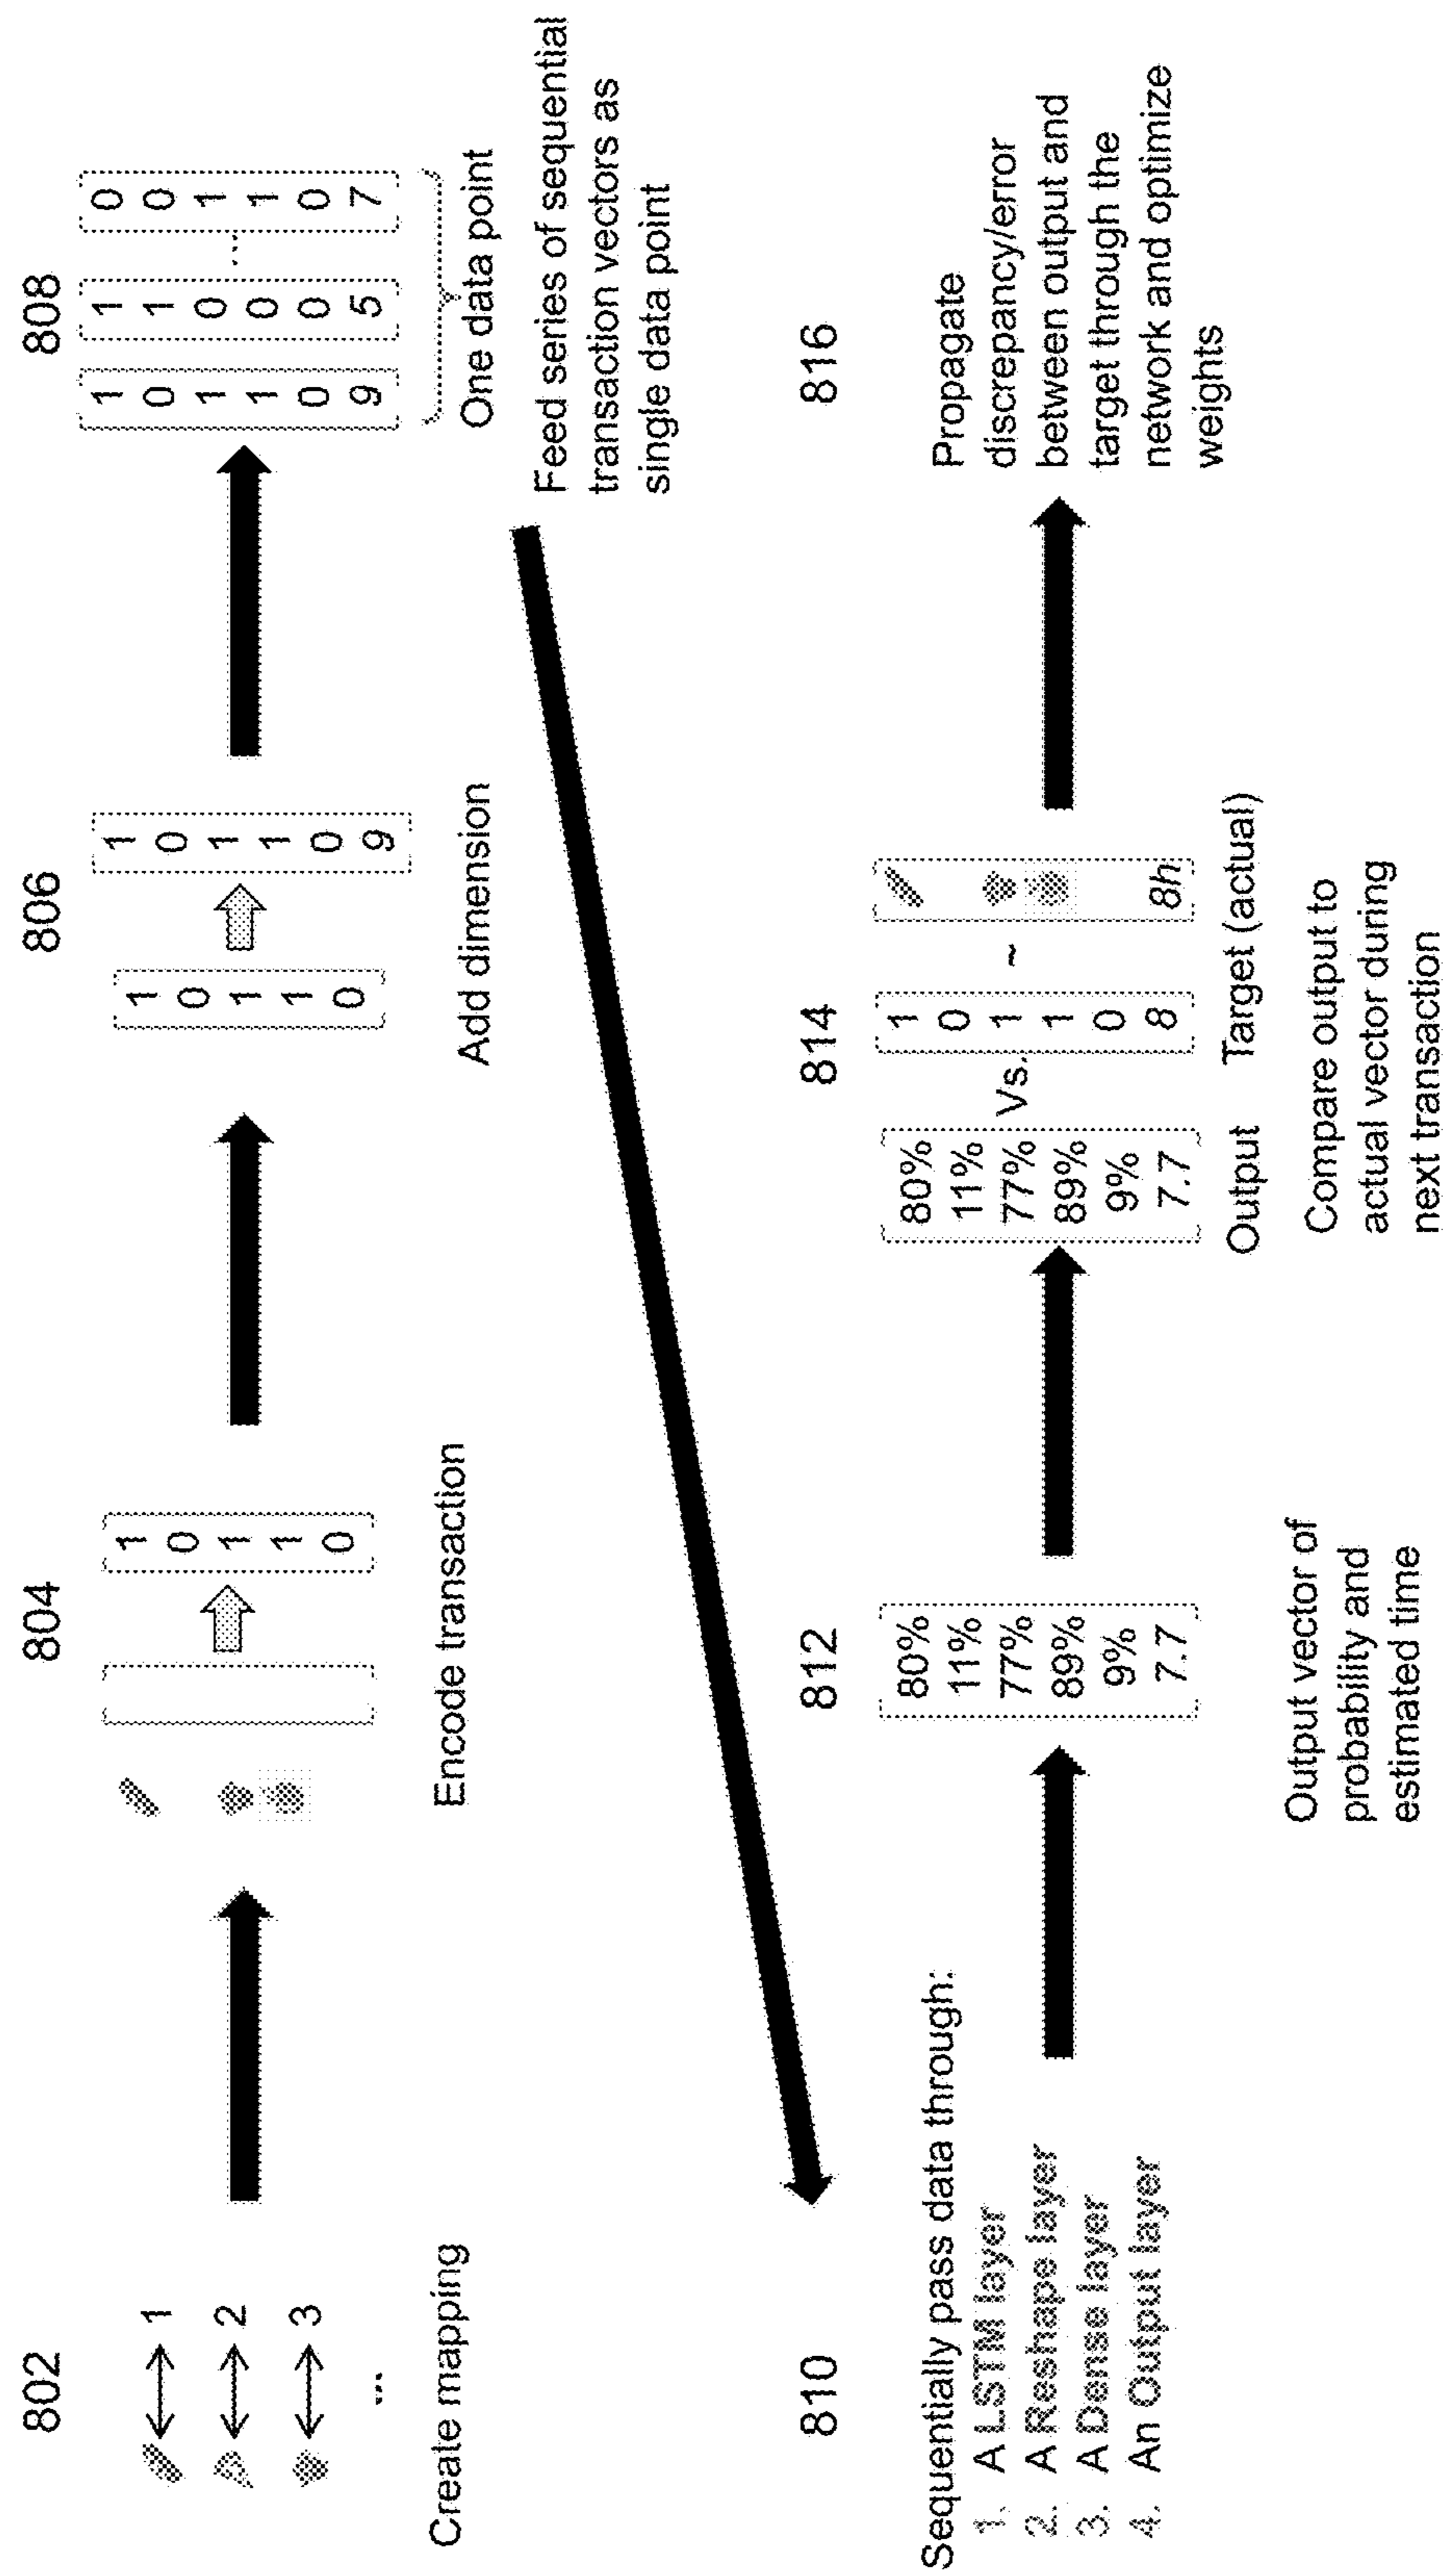 802
1
2
3
...
Create mapping
804
1
0
1
1
0
Encode transaction
806
1
0
1
1
0
1
0
1
1
0
9
Add dimension
808
1
0
1
1
0
9
1
1
0
0
0
5
...
0
0
1
1
0
7
One data point
Feed series of sequential
transaction vectors as
single data point
810
Sequentially pass data through:
1. A LSTM layer
2. A Reshape layer
3. A Dense layer
4. An Output layer
812
80%
11%
77%
89%
9%
7.7
Output vector of
probability and
estimated time
814
80%
11%
77%
89%
9%
7.7
Output
Vs.
1
0
1
1
0
8
~
8h
Target (actual)
Compare output to
actual vector during
next transaction
816
Propagate
discrepancy/error
between output and
target through the
network and optimize
weights